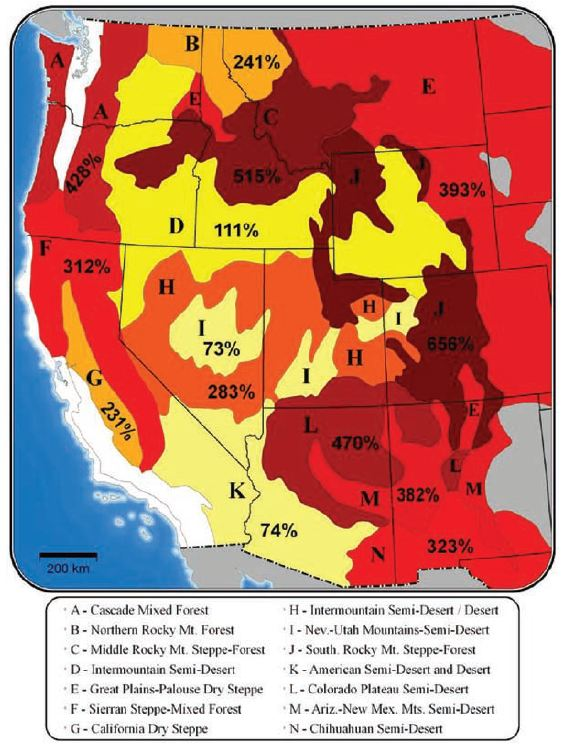 B
241%
A
E
E
A
C
428%
515%
J
J
393%
D
111%
F
312%
H
H
J
I
I
73%
656%
H
I
G
283%
231%
E
L
470%
L
K
M
382%
M
74%
N
323%
200 km
A - Cascade Mixed Forest
B - Northern Rocky Mt. Forest
C - Middle Rocky Mt. Steppe-Forest
D - Intermountain Semi-Desert
E - Great Plains-Palouse Dry Steppe
F - Sierran Steppe-Mixed Forest
G - California Dry Steppe
H - Intermountain Semi-Desert / Desert
I - Nev.-Utah Mountains-Semi-Desert
J - South. Rocky Mt. Steppe-Forest
K - American Semi-Desert and Desert
L - Colorado Plateau Semi-Desert
M - Ariz.-New Mex. Mts. Semi-Desert
N - Chihuahuan Semi-Desert